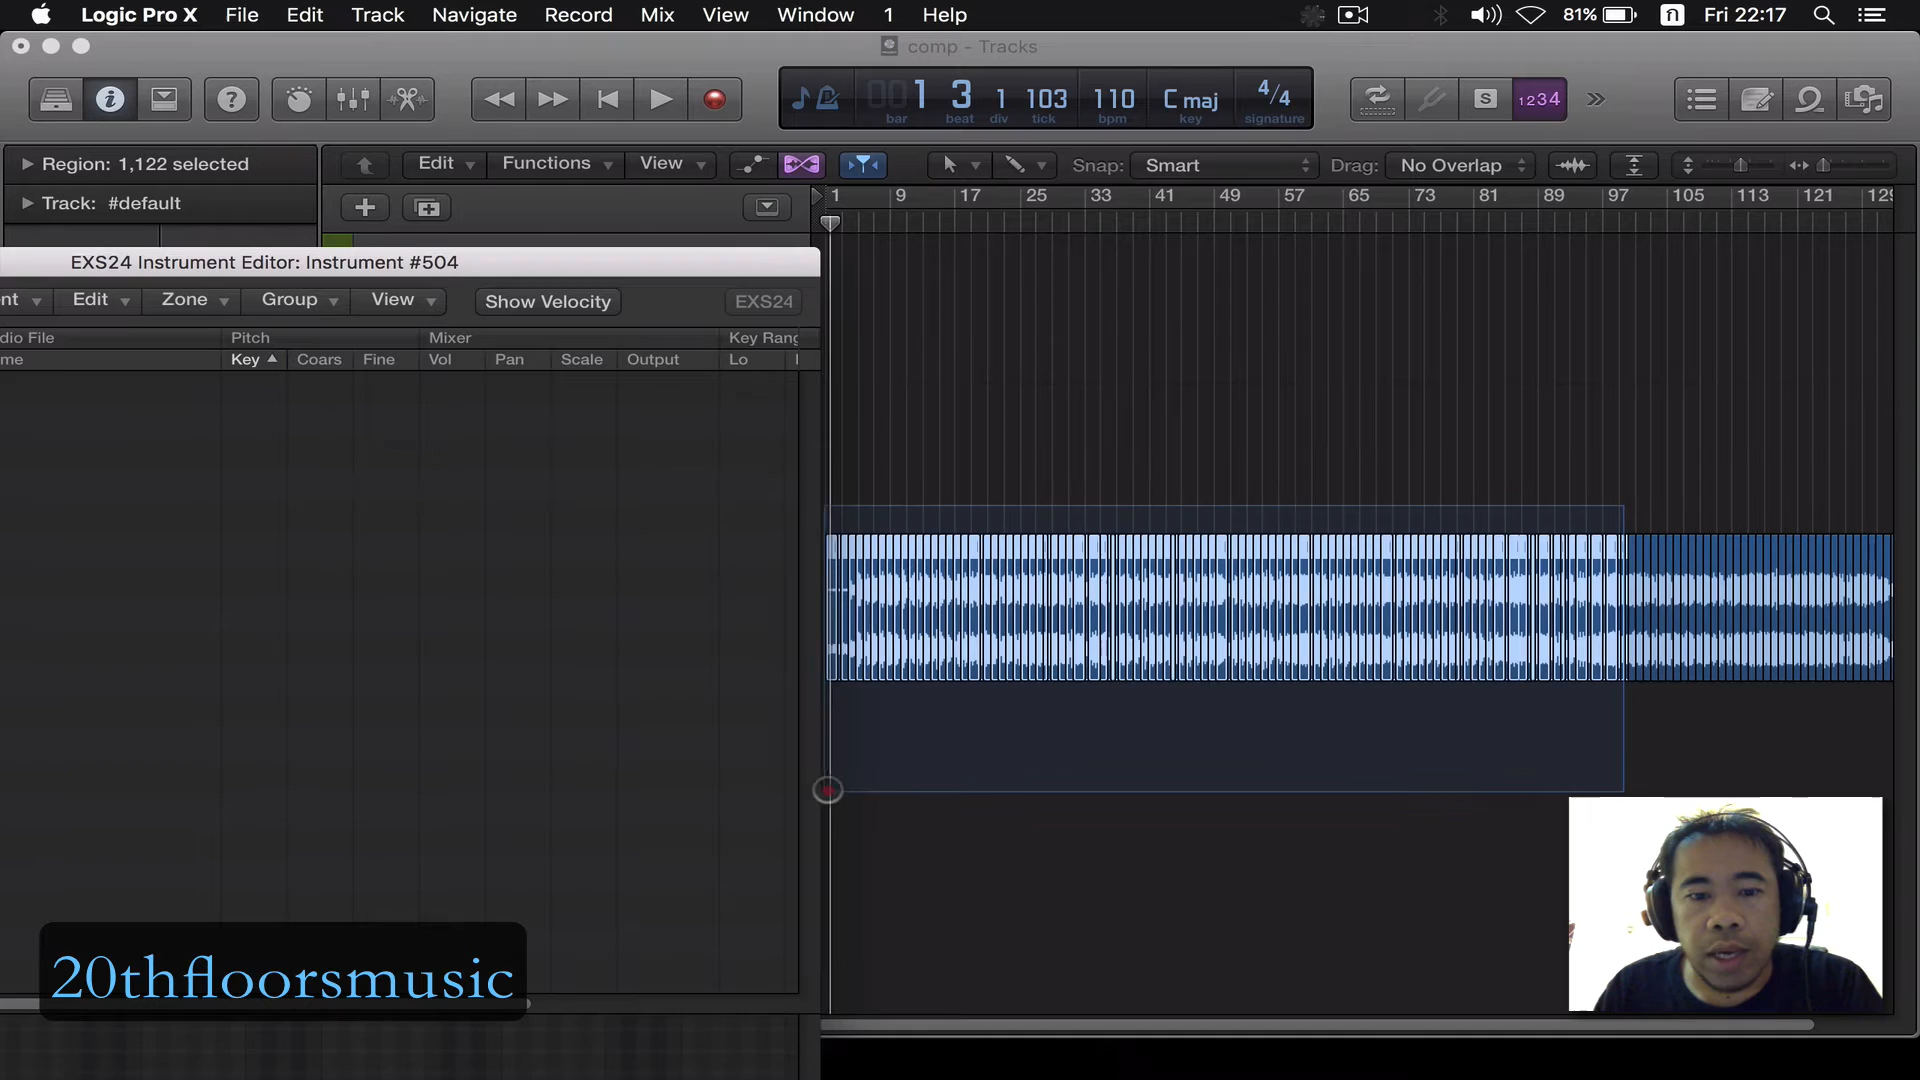 Logic Pro X File Edit Track Navigate Record Mix View Window 1 Help 81% ก Fri 22:17
comp - Tracks
1 3 1 103 110 C maj 4/4
bar beat div tick bpm key signature
S 1234
Region: 1,122 selected Edit Functions View Snap: Smart Drag: No Overlap
Track: #default
1 9 17 25 33 41 49 57 65 73 81 89 97 105 113 121 129
EXS24 Instrument Editor: Instrument #504
nt Edit Zone Group View Show Velocity EXS24
dio File Pitch Mixer Key Rang
me Key Coars Fine Vol Pan Scale Output Lo
20thfloorsmusic